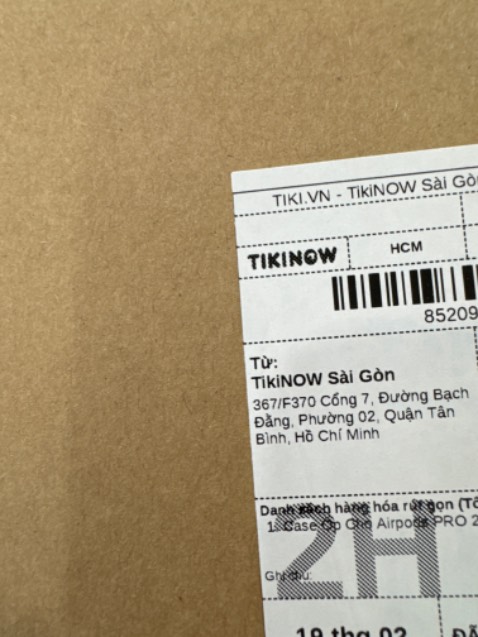 TIKI.VN - TikiNOW Sài Gòn
TIKINOW
HCM
85209
Từ:
TikiNOW Sài Gòn
367/F370 Cống 7, Đường Bạch
Đằng, Phường 02, Quận Tân
Bình, Hồ Chí Minh
Danh sách hàng hóa rút gọn (Tổ
1. Case Ốp Cho Airpods PRO 2
2H
Ghi chú:
19 thg 02
ĐÃ